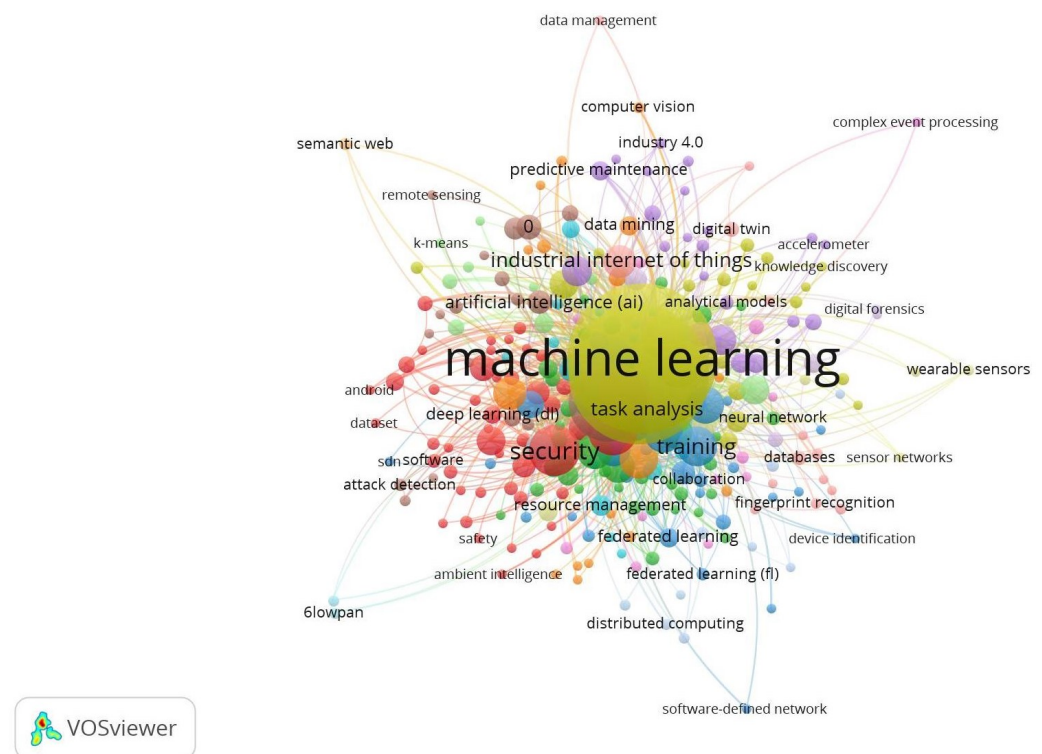 data management
computer vision
complex event processing
semantic web
industry 4.0
predictive maintenance
remote sensing
0
data mining
digital twin
k-means
accelerometer
industrial internet of things
knowledge discovery
artificial intelligence (ai)
analytical models
digital forensics
machine learning
wearable sensors
android
task analysis
deep learning (dl)
neural network
dataset
security
training
sdn
software
databases
sensor networks
attack detection
collaboration
resource management
fingerprint recognition
safety
federated learning
device identification
ambient intelligence
federated learning (fl)
6lowpan
distributed computing
software-defined network
VOSviewer